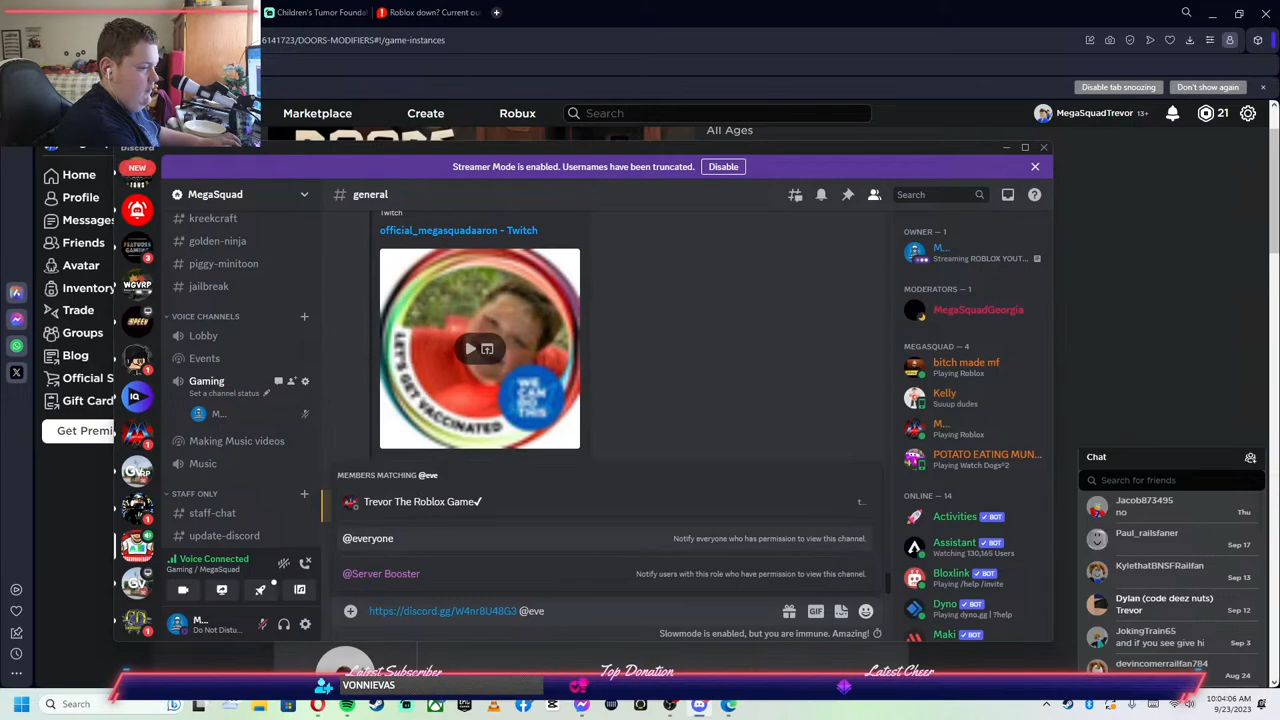 Children's Tumor Founda
Roblox down? Current ou
6141723/DOORS-MODIFIERS#!/game-instances
Disable tab snoozing
Don't show again
Marketplace
Create
Robux
Search
MegaSquadTrevor 13+
21
All Ages
Discord
NEW
Streamer Mode is enabled. Usernames have been truncated.
Disable
Home
Profile
Messages
Friends
Avatar
Inventory
Trade
Groups
Blog
Official S
Gift Card
Get Premi
MegaSquad
general
Search
kreekcraft
golden-ninja
piggy-minitoon
jailbreak
VOICE CHANNELS
Lobby
Events
Gaming
Set a channel status
M...
Making Music videos
Music
STAFF ONLY
staff-chat
update-discord
Voice Connected
Gaming / MegaSquad
M...
Do Not Distu...
Twitch
official_megasquadaaron - Twitch
LET'S GET VACCINATED
WE CAN DO THIS
MEMBERS MATCHING @eve
Trevor The Roblox Game✓
t...
@everyone
Notify everyone who has permission to view this channel.
@Server Booster
Notify users with this role who have permission to view this channel.
https://discord.gg/W4nr8U48G3 @eve
GIF
Slowmode is enabled, but you are immune. Amazing!
OWNER — 1
M...
Streaming ROBLOX YOUT...
MODERATORS — 1
MegaSquadGeorgia
MEGASQUAD — 4
bitch made mf
Playing Roblox
Kelly
Suuup dudes
M...
Playing Roblox
POTATO EATING MUN...
Playing Watch Dogs®2
ONLINE — 14
Activities ✓ BOT
Assistant ✓ BOT
Watching 130,165 Users
Bloxlink ✓ BOT
Playing /help /invite
Dyno ✓ BOT
Playing dyno.gg | ?help
Maki ✓ BOT
Chat
Search for friends
Jacob873495
no
Thu
Paul_railsfaner
Sep 17
KylethatBNSFRailfan
Sep 13
Dylan (code deez nuts)
Trevor
Sep 4
JokingTrain65
and if you see give hi
Sep 3
devincomerilfan784
Aug 24
Latest Subscriber
VONNIEVAS
Top Donation
Latest Cheer
Search
10:04:06 AM
9/23/2023